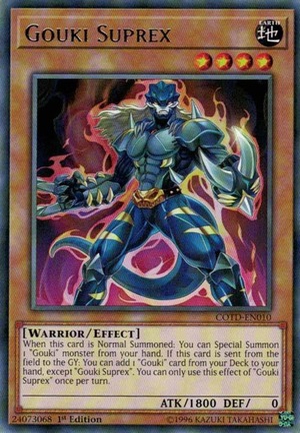 GOUKI SUPREX
EARTH
地
COTD-EN010
[WARRIOR/EFFECT]
When this card is Normal Summoned: You can Special Summon
1 "Gouki" monster from your hand. If this card is sent from
the field to the GY: You can add 1 "Gouki" card from your Deck to your
hand, except "Gouki Suprex". You can only use this effect of "Gouki
Suprex" once per turn.
ATK/1800 DEF/ 0
24073068 1st Edition ©1996 KAZUKI TAKAHASHI